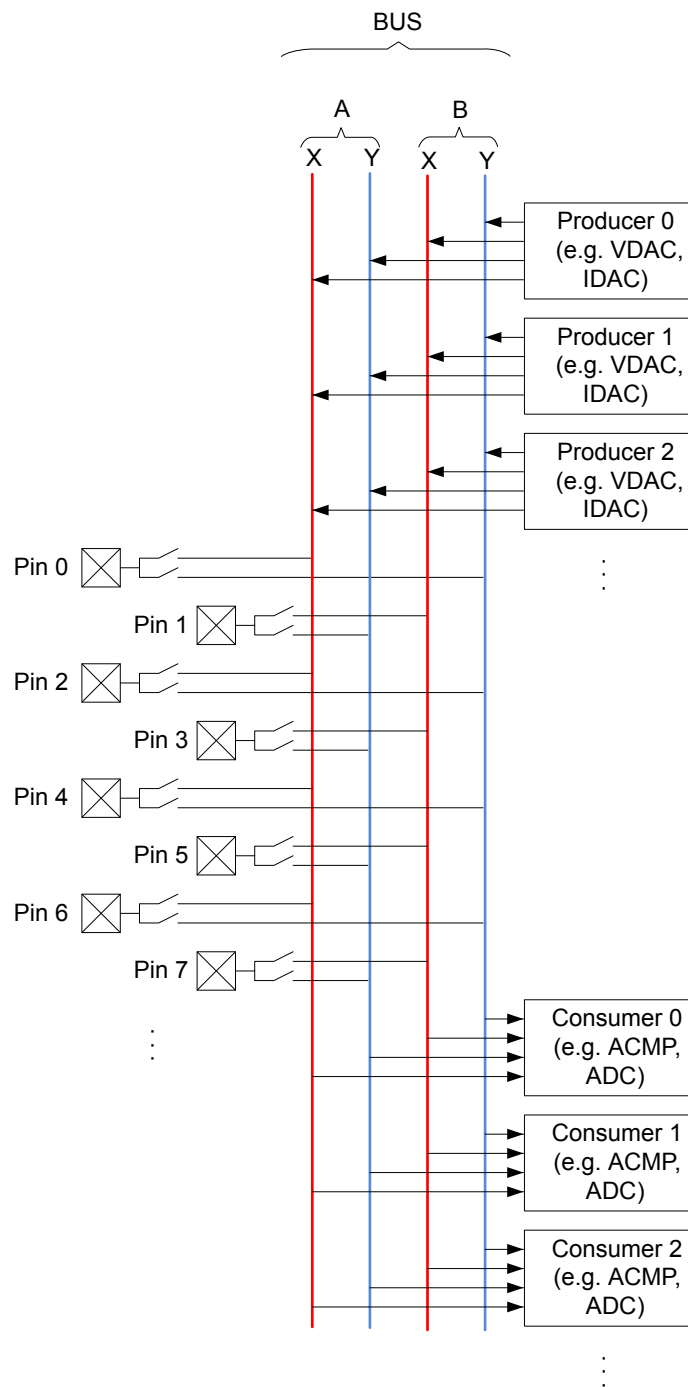 BUS
A
B
X
Y
X
Y
Producer 0
(e.g. VDAC,
IDAC)
Producer 1
(e.g. VDAC,
IDAC)
Producer 2
(e.g. VDAC,
IDAC)
Pin 0
Pin 1
Pin 2
Pin 3
Pin 4
Pin 5
Pin 6
Pin 7
Consumer 0
(e.g. ACMP,
ADC)
Consumer 1
(e.g. ACMP,
ADC)
Consumer 2
(e.g. ACMP,
ADC)